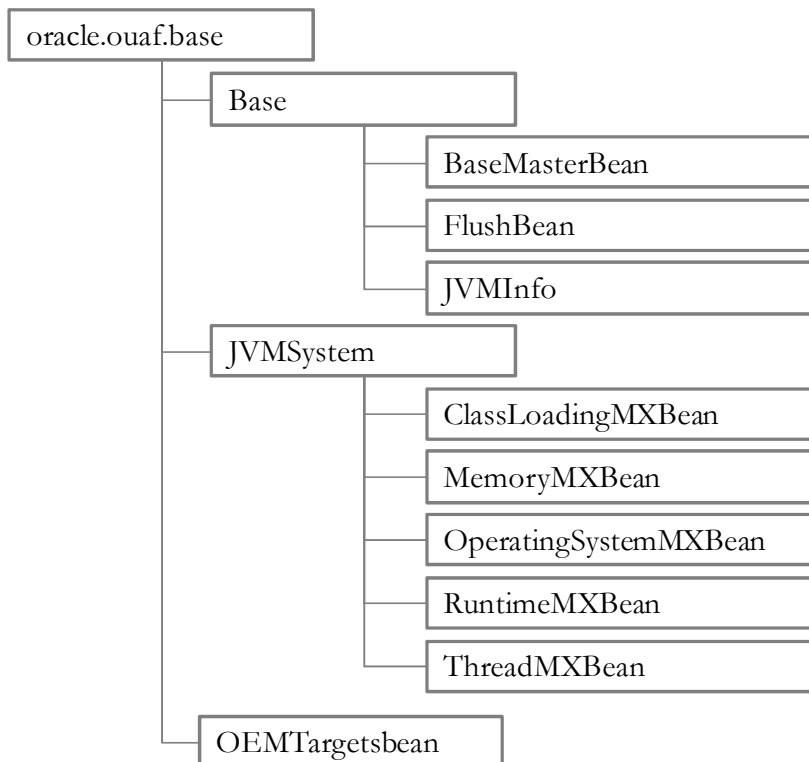 oracle.ouaf.base
Base
BaseMasterBean
FlushBean
JVMInfo
JVMSystem
ClassLoadingMXBean
MemoryMXBean
OperatingSystemMXBean
RuntimeMXBean
ThreadMXBean
OEMTargetsbean